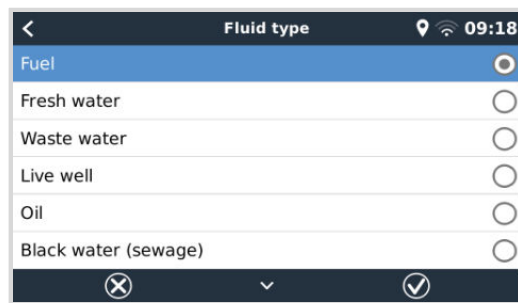 Fluid type 09:18
Fuel
Fresh water
Waste water
Live well
Oil
Black water (sewage)